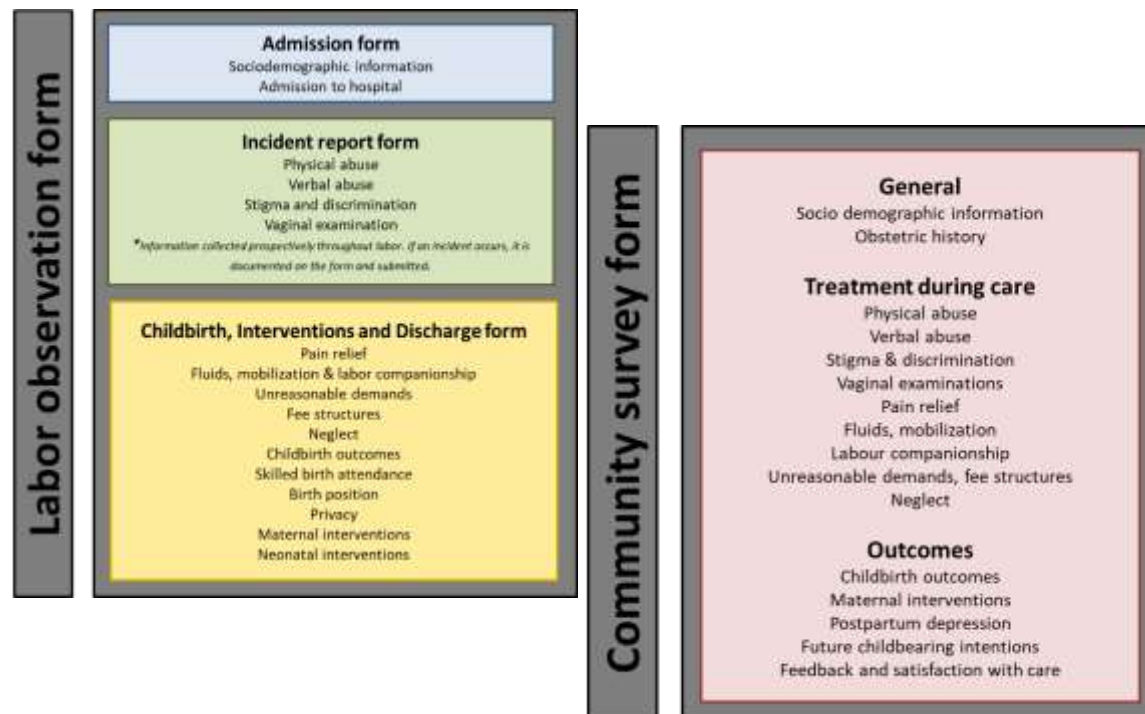 Labor observation form
Admission form
Sociodemographic information
Admission to hospital
Incident report form
Physical abuse
Verbal abuse
Stigma and discrimination
Vaginal examination
*Information collected prospectively throughout labor. If an incident occurs, it is
documented on the form and submitted.
Childbirth, Interventions and Discharge form
Pain relief
Fluids, mobilization & labor companionship
Unreasonable demands
Fee structures
Neglect
Childbirth outcomes
Skilled birth attendance
Birth position
Privacy
Maternal interventions
Neonatal interventions
Community survey form
General
Socio demographic information
Obstetric history
Treatment during care
Physical abuse
Verbal abuse
Stigma & discrimination
Vaginal examinations
Pain relief
Fluids, mobilization
Labour companionship
Unreasonable demands, fee structures
Neglect
Outcomes
Childbirth outcomes
Maternal interventions
Postpartum depression
Future childbearing intentions
Feedback and satisfaction with care